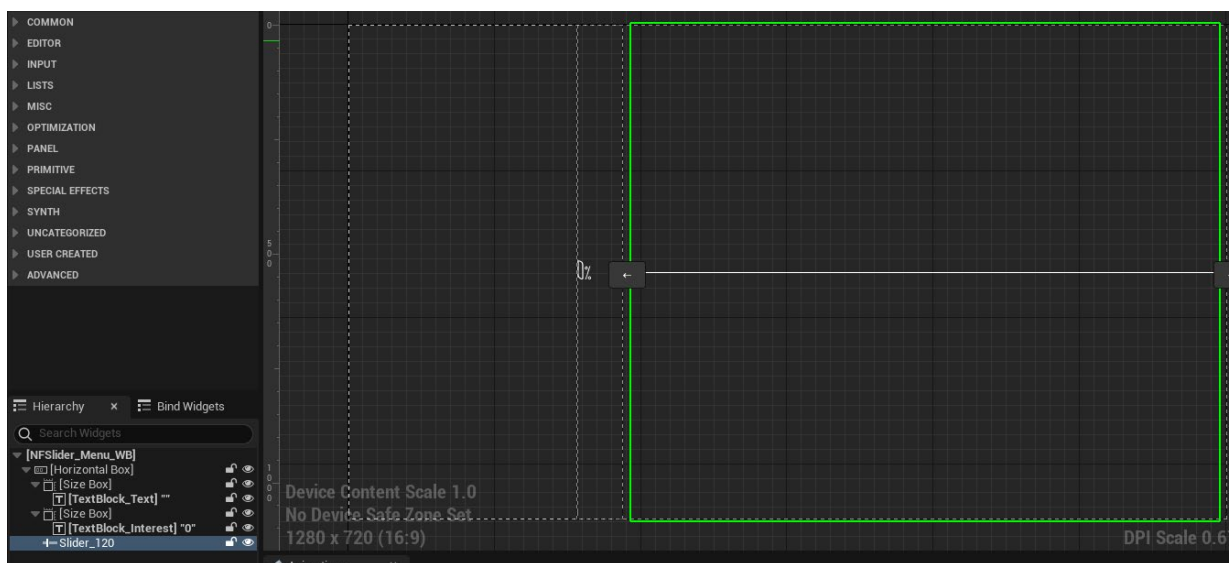 COMMON
EDITOR
INPUT
LISTS
MISC
OPTIMIZATION
PANEL
PRIMITIVE
SPECIAL EFFECTS
SYNTH
UNCATEGORIZED
USER CREATED
ADVANCED
0
500
1000
0%
←
Hierarchy × Bind Widgets
Search Widgets
[NFSlider_Menu_WB]
[Horizontal Box]
[Size Box]
[TextBlock_Text] ""
[Size Box]
[TextBlock_Interest] "0"
Slider_120
Device Content Scale 1.0
No Device Safe Zone Set
1280 x 720 (16:9)
DPI Scale 0.6